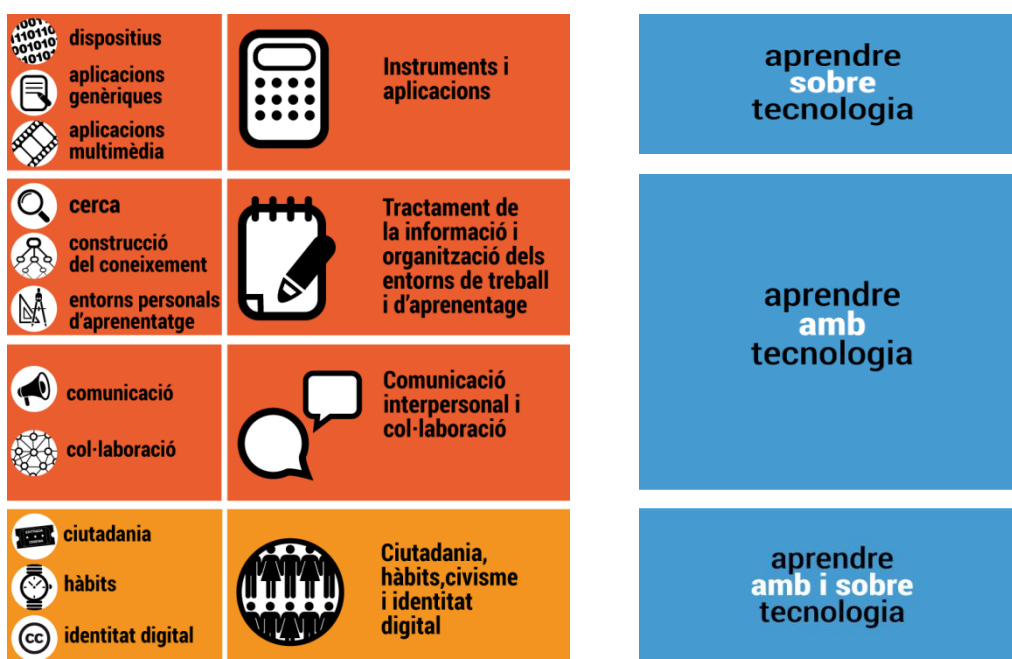 dispositius
aplicacions
genèriques
aplicacions
multimèdia
Instruments i
aplicacions
aprendre
sobre
tecnologia
cerca
construcció
del coneixement
entorns personals
d'aprenentatge
Tractament de
la informació i
organització dels
entorns de treball
i d'aprenentage
aprendre
amb
tecnologia
comunicació
col·laboració
Comunicació
interpersonal i
col·laboració
ciutadania
hàbits
cc
identitat digital
Ciutadania,
hàbits,civisme
i identitat
digital
aprendre
amb i sobre
tecnologia